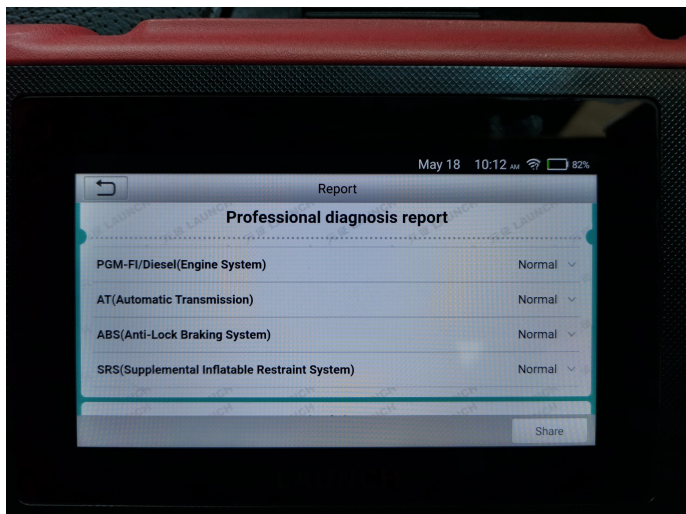 May 18 10:12 AM 82%
Report
Professional diagnosis report
PGM-FI/Diesel(Engine System) Normal
AT(Automatic Transmission) Normal
ABS(Anti-Lock Braking System) Normal
SRS(Supplemental Inflatable Restraint System) Normal
Share
LAUNCH